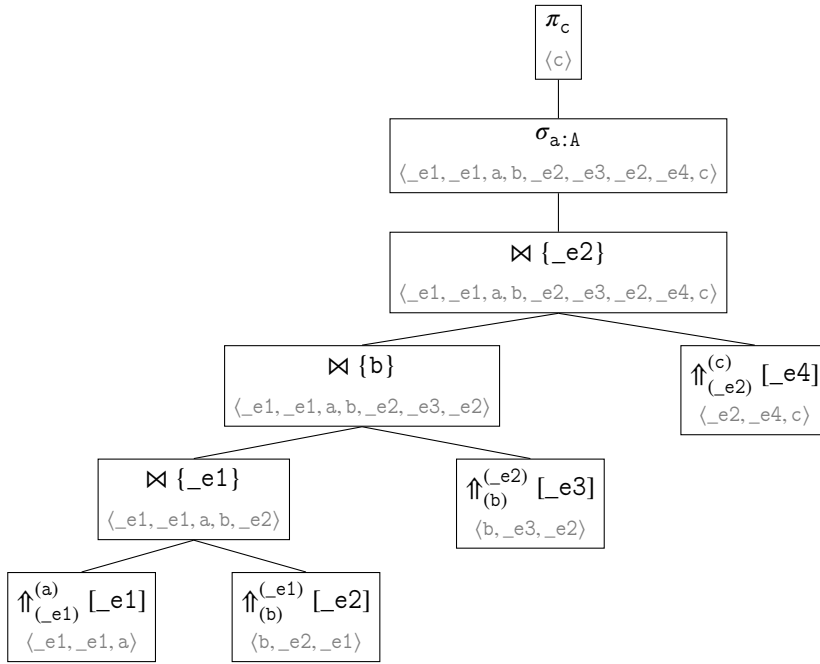 π_c
⟨c⟩
σ_{a:A}
⟨_e1, _e1, a, b, _e2, _e3, _e2, _e4, c⟩
⋈ {_e2}
⟨_e1, _e1, a, b, _e2, _e3, _e2, _e4, c⟩
⋈ {b}
⟨_e1, _e1, a, b, _e2, _e3, _e2⟩
⇑^{(c)}_{(_e2)} [_e4]
⟨_e2, _e4, c⟩
⋈ {_e1}
⟨_e1, _e1, a, b, _e2⟩
⇑^{(_e2)}_{(b)} [_e3]
⟨b, _e3, _e2⟩
⇑^{(a)}_{(_e1)} [_e1]
⟨_e1, _e1, a⟩
⇑^{(_e1)}_{(b)} [_e2]
⟨b, _e2, _e1⟩